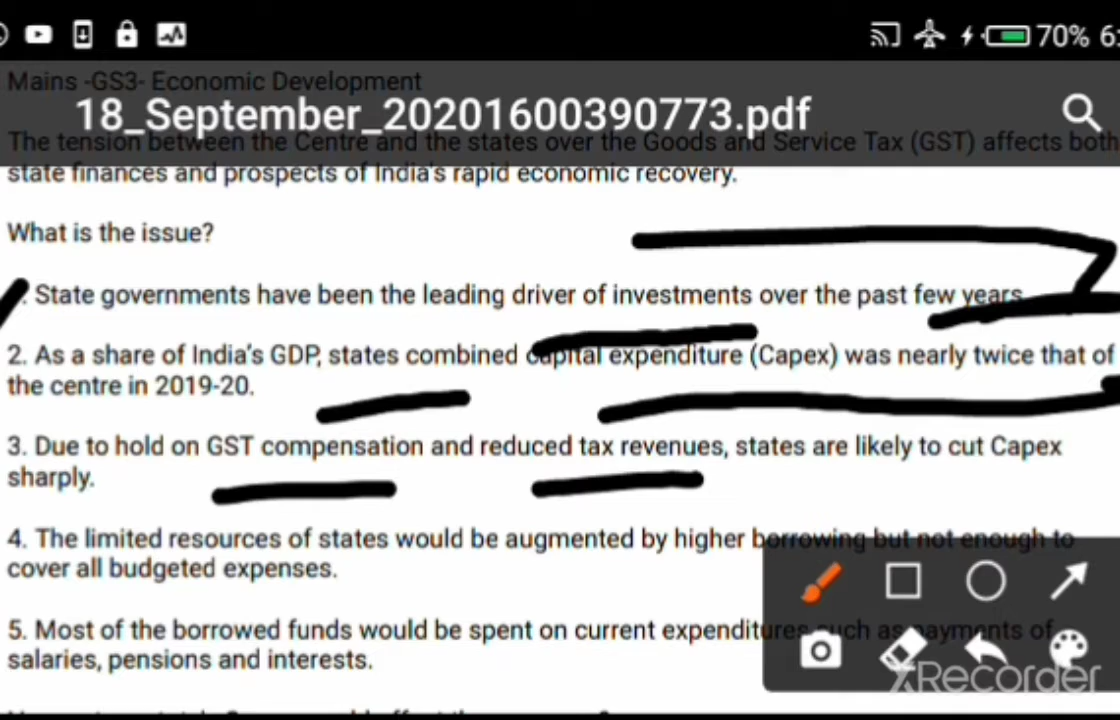 70% 6:
Mains -GS3- Economic Development
18_September_20201600390773.pdf
The tension between the Centre and the states over the Goods and Service Tax (GST) affects both
state finances and prospects of India's rapid economic recovery.
What is the issue?
State governments have been the leading driver of investments over the past few years.
2. As a share of India's GDP, states combined capital expenditure (Capex) was nearly twice that of
the centre in 2019-20.
3. Due to hold on GST compensation and reduced tax revenues, states are likely to cut Capex
sharply.
4. The limited resources of states would be augmented by higher borrowing but not enough to
cover all budgeted expenses.
5. Most of the borrowed funds would be spent on current expenditures such as payments of
salaries, pensions and interests.
XRecorder